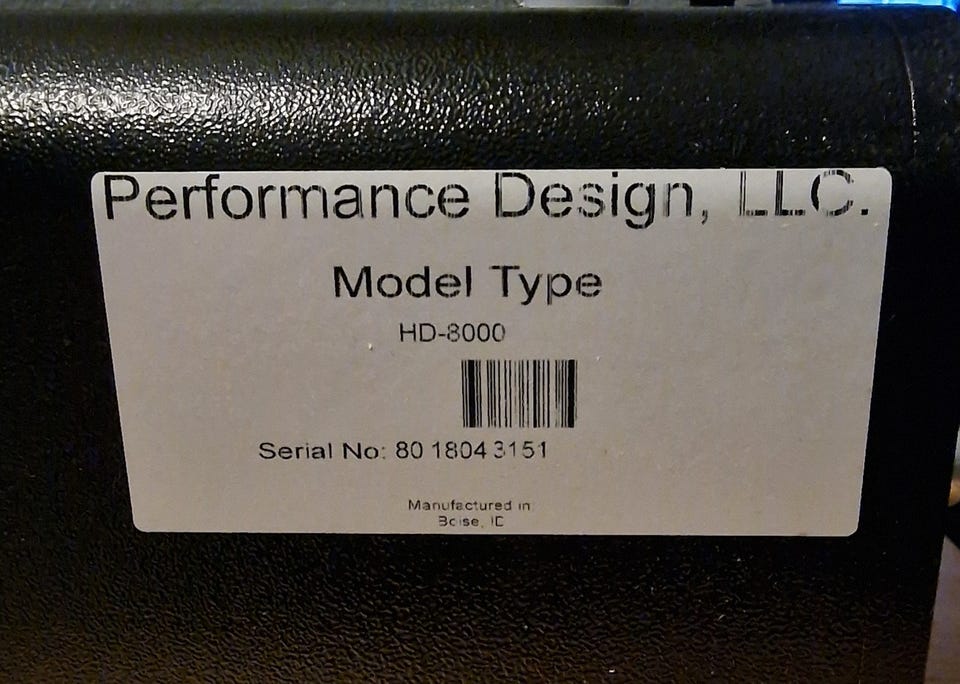 Performance Design, LLC.
Model Type
HD-8000
Serial No: 80 1804 3151
Manufactured in:
Boise, ID